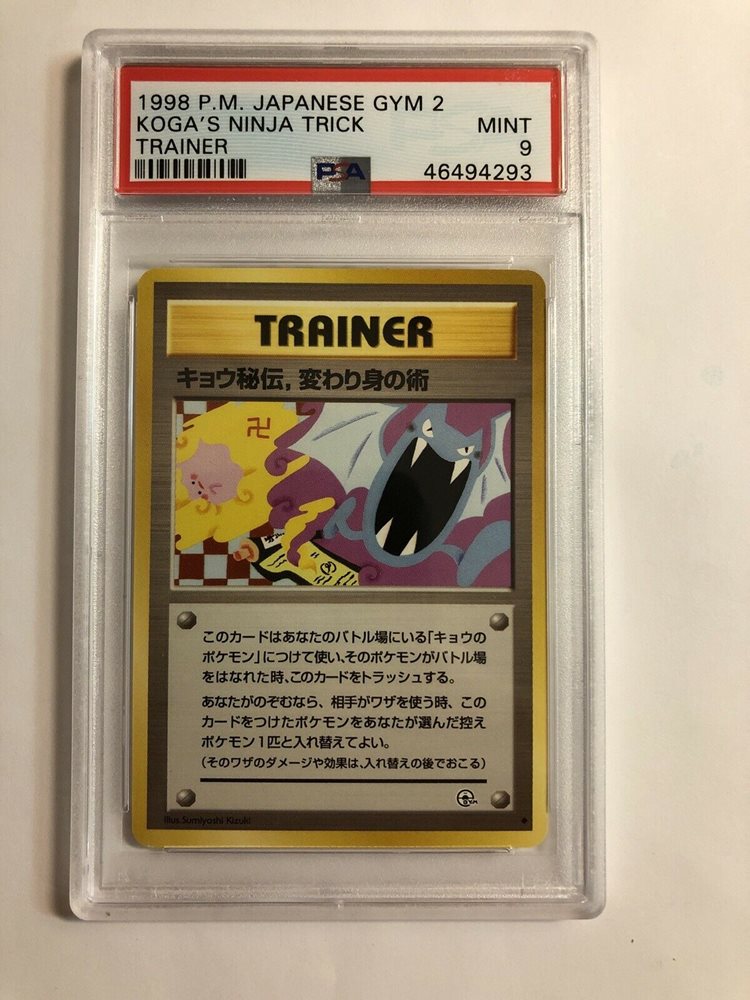 1998 P.M. JAPANESE GYM 2
KOGA'S NINJA TRICK MINT
TRAINER 9
PSA 46494293
TRAINER
キョウ秘伝, 変わり身の術
卍
このカードはあなたのバトル場にいる「キョウの
ポケモン」につけて使い、そのポケモンがバトル場
をはなれた時、このカードをトラッシュする。
あなたがのぞむなら、相手がワザを使う時、この
カードをつけたポケモンをあなたが選んだ控え
ポケモン1匹と入れ替えてよい。
(そのワザのダメージや効果は、入れ替えの後でおこる)
GYM
Illus.Sumiyoshi Kizuki